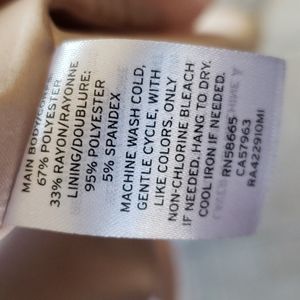 MAIN BODY/CORPS:
67% POLYESTER
33% RAYON/RAYONNE
LINING/DOUBLURE:
95% POLYESTER
5% SPANDEX
MACHINE WASH COLD,
GENTLE CYCLE, WITH
LIKE COLORS. ONLY
NON-CHLORINE BLEACH
IF NEEDED. HANG TO DRY.
COOL IRON IF NEEDED.
RN58665
CA57963
RA422910MI